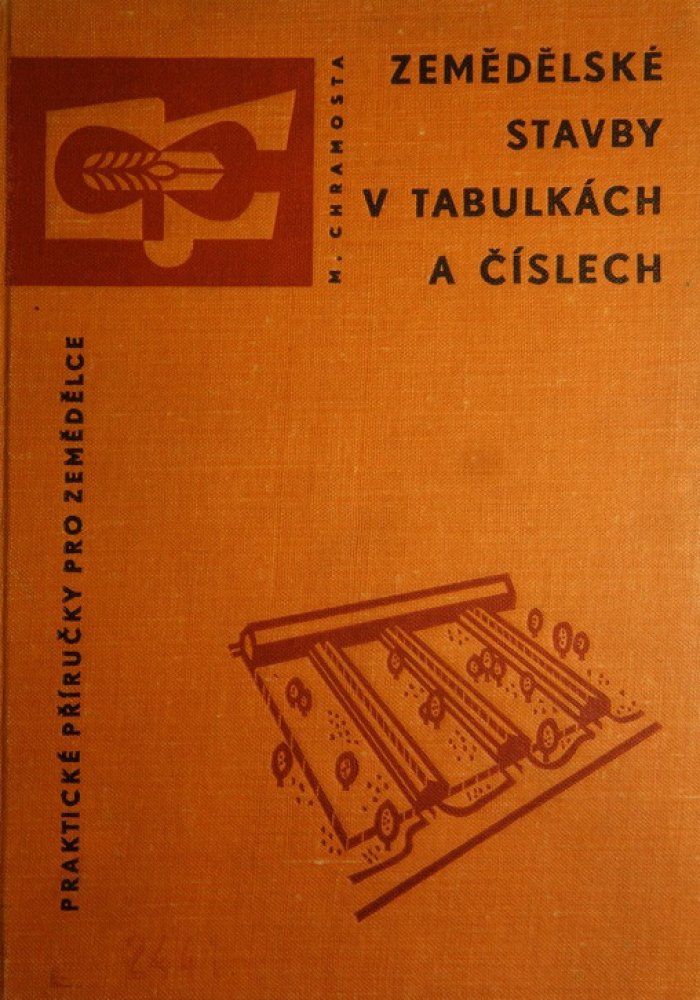 ZEMĚDĚLSKÉ
STAVBY
V TABULKÁCH
A ČÍSLECH
M. CHRAMOSTA
PRAKTICKÉ PŘÍRUČKY PRO ZEMĚDĚLCE